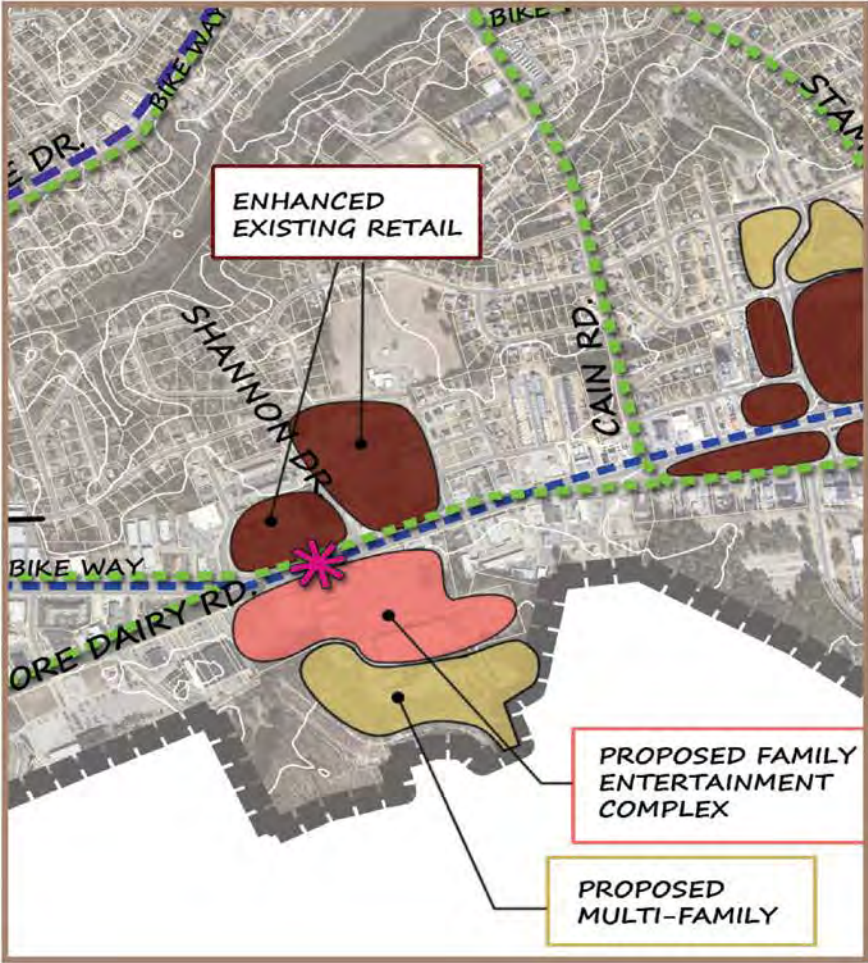 BIKE WAY
BIKE
STAM
E DR.
ENHANCED
EXISTING RETAIL
SHANNON DR
CAIN RD.
BIKE WAY
ORE DAIRY RD.
PROPOSED FAMILY
ENTERTAINMENT
COMPLEX
PROPOSED
MULTI-FAMILY